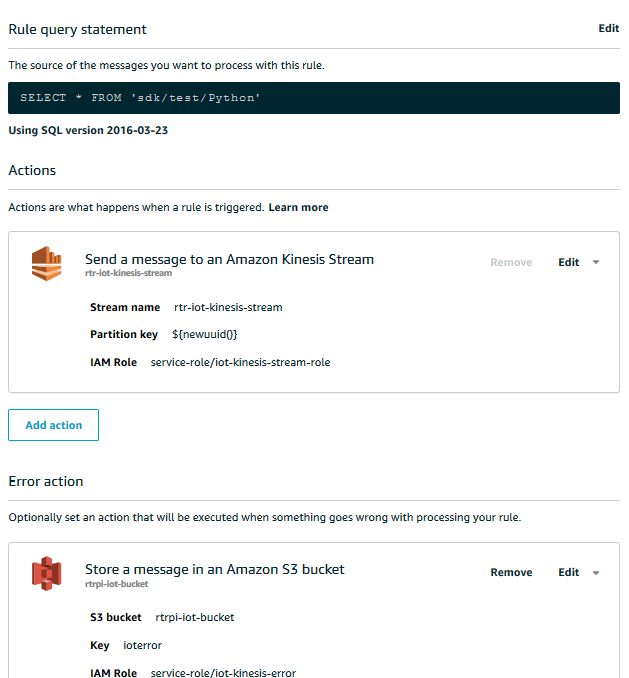 Rule query statement Edit
The source of the messages you want to process with this rule.
SELECT * FROM 'sdk/test/Python'
Using SQL version 2016-03-23
Actions
Actions are what happens when a rule is triggered. Learn more
Send a message to an Amazon Kinesis Stream Remove Edit
rtr-iot-kinesis-stream
Stream name rtr-iot-kinesis-stream
Partition key ${newuuid()}
IAM Role service-role/iot-kinesis-stream-role
Add action
Error action
Optionally set an action that will be executed when something goes wrong with processing your rule.
Store a message in an Amazon S3 bucket Remove Edit
rtrpi-iot-bucket
S3 bucket rtrpi-iot-bucket
Key ioterror
IAM Role service-role/iot-kinesis-error